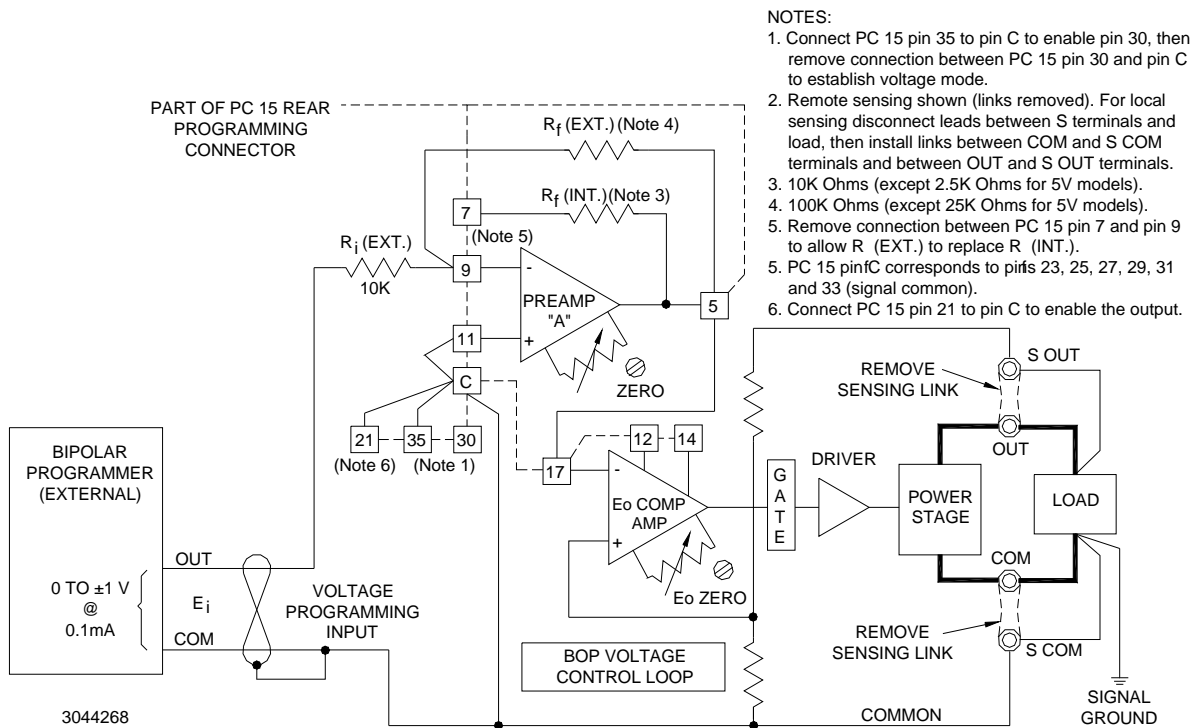 NOTES:
1. Connect PC 15 pin 35 to pin C to enable pin 30, then
remove connection between PC 15 pin 30 and pin C
to establish voltage mode.
2. Remote sensing shown (links removed). For local
sensing disconnect leads between S terminals and
load, then install links between COM and S COM
terminals and between OUT and S OUT terminals.
3. 10K Ohms (except 2.5K Ohms for 5V models).
4. 100K Ohms (except 25K Ohms for 5V models).
5. Remove connection between PC 15 pin 7 and pin 9
to allow R (EXT.) to replace R (INT.).
5. PC 15 pinfC corresponds to pinfs 23, 25, 27, 29, 31
and 33 (signal common).
6. Connect PC 15 pin 21 to pin C to enable the output.
PART OF PC 15 REAR
PROGRAMMING
CONNECTOR
Rf (EXT.) (Note 4)
Rf (INT.) (Note 3)
7
(Note 5)
Ri (EXT.)
10K
9
-
PREAMP
"A"
5
11
+
ZERO
C
21
35
30
(Note 6)
(Note 1)
12
14
17
-
Eo COMP
AMP
+
Eo ZERO
GATE
DRIVER
POWER
STAGE
LOAD
REMOVE
SENSING LINK
S OUT
OUT
COM
REMOVE
SENSING LINK
S COM
BIPOLAR
PROGRAMMER
(EXTERNAL)
OUT
0 TO ±1 V
@
0.1mA
Ei
COM
VOLTAGE
PROGRAMMING
INPUT
BOP VOLTAGE
CONTROL LOOP
COMMON
SIGNAL
GROUND
3044268